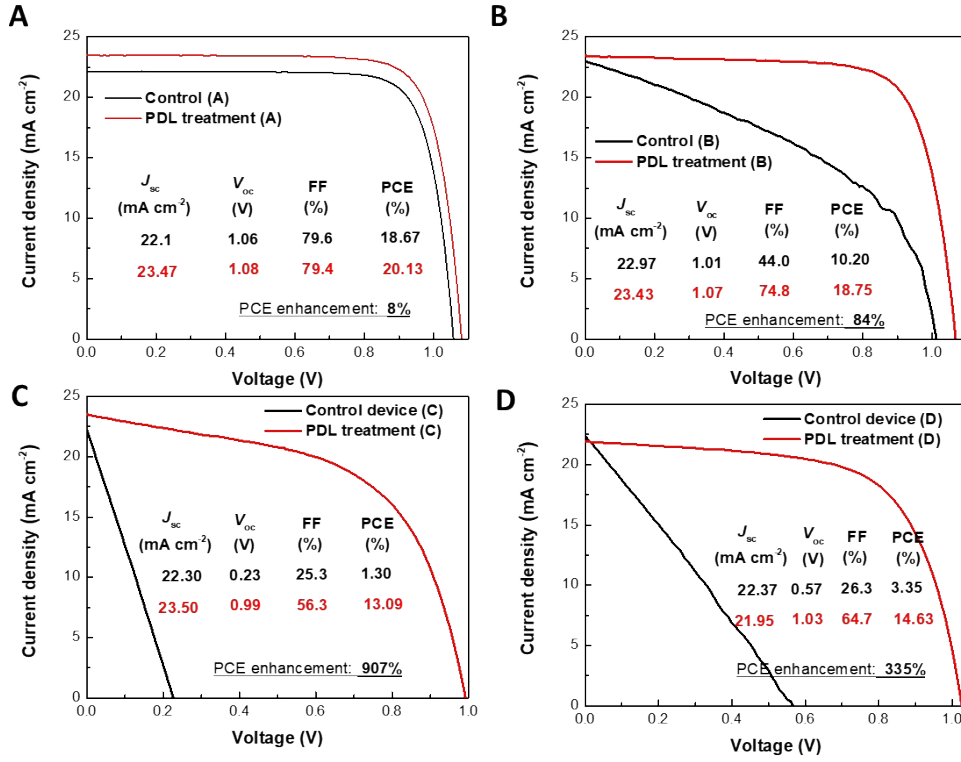 A
Current density (mA cm-2)
25
20
15
10
5
0
Control (A)
PDL treatment (A)
Jsc Voc FF PCE
(mA cm-2) (V) (%) (%)
22.1 1.06 79.6 18.67
23.47 1.08 79.4 20.13
PCE enhancement: 8%
0.0 0.2 0.4 0.6 0.8 1.0
Voltage (V)
B
Current density (mA cm-2)
25
20
15
10
5
0
Control (B)
PDL treatment (B)
Jsc Voc FF PCE
(mA cm-2) (V) (%) (%)
22.97 1.01 44.0 10.20
23.43 1.07 74.8 18.75
PCE enhancement: 84%
0.0 0.2 0.4 0.6 0.8 1.0
Voltage (V)
C
Current density (mA cm-2)
25
20
15
10
5
0
Control device (C)
PDL treatment (C)
Jsc Voc FF PCE
(mA cm-2) (V) (%) (%)
22.30 0.23 25.3 1.30
23.50 0.99 56.3 13.09
PCE enhancement: 907%
0.0 0.2 0.4 0.6 0.8 1.0
Voltage (V)
D
Current density (mA cm-2)
25
20
15
10
5
0
Control device (D)
PDL treatment (D)
Jsc Voc FF PCE
(mA cm-2) (V) (%) (%)
22.37 0.57 26.3 3.35
21.95 1.03 64.7 14.63
PCE enhancement: 335%
0.0 0.2 0.4 0.6 0.8 1.0
Voltage (V)